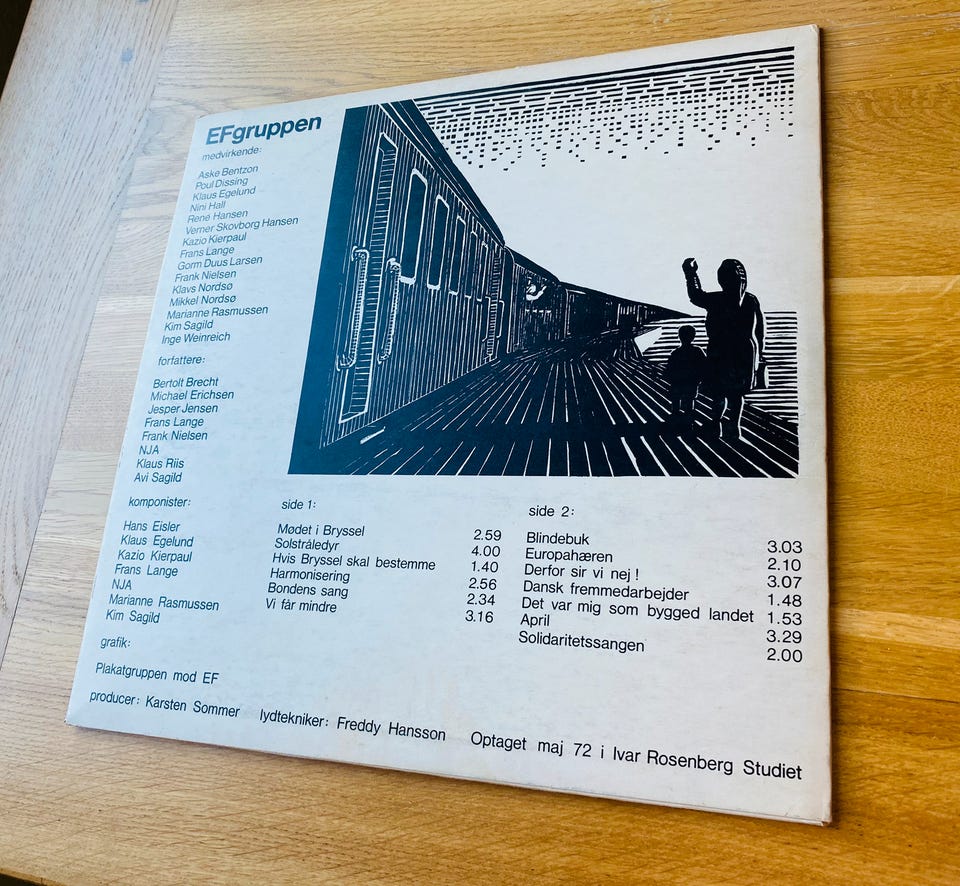 EFgruppen
medvirkende:
Aske Bentzon
Poul Dissing
Klaus Egelund
Nini Hall
René Hansen
Verner Skovborg Hansen
Kazio Kierpaul
Frans Lange
Gorm Duus Larsen
Frank Nielsen
Klavs Nordsø
Mikkel Nordsø
Marianne Rasmussen
Kim Sagild
Inge Weinreich
forfattere:
Bertolt Brecht
Michael Erichsen
Jesper Jensen
Frans Lange
Frank Nielsen
NJA
Klaus Riis
Avi Sagild
komponister:
Hans Eisler
Klaus Egelund
Kazio Kierpaul
Frans Lange
NJA
Marianne Rasmussen
Kim Sagild
grafik:
Plakatgruppen mod EF
side 1:
Mødet i Bryssel 2.59
Solstråledyr 4.00
Hvis Bryssel skal bestemme 1.40
Harmonisering 2.56
Bondens sang 2.34
Vi får mindre 3.16
side 2:
Blindebuk 3.03
Europahæren 2.10
Derfor sir vi nej! 3.07
Dansk fremmedarbejder 1.48
Det var mig som bygged landet 1.53
April 3.29
Solidaritetssangen 2.00
producer: Karsten Sommer lydtekniker: Freddy Hansson Optaget maj 72 i Ivar Rosenberg Studiet